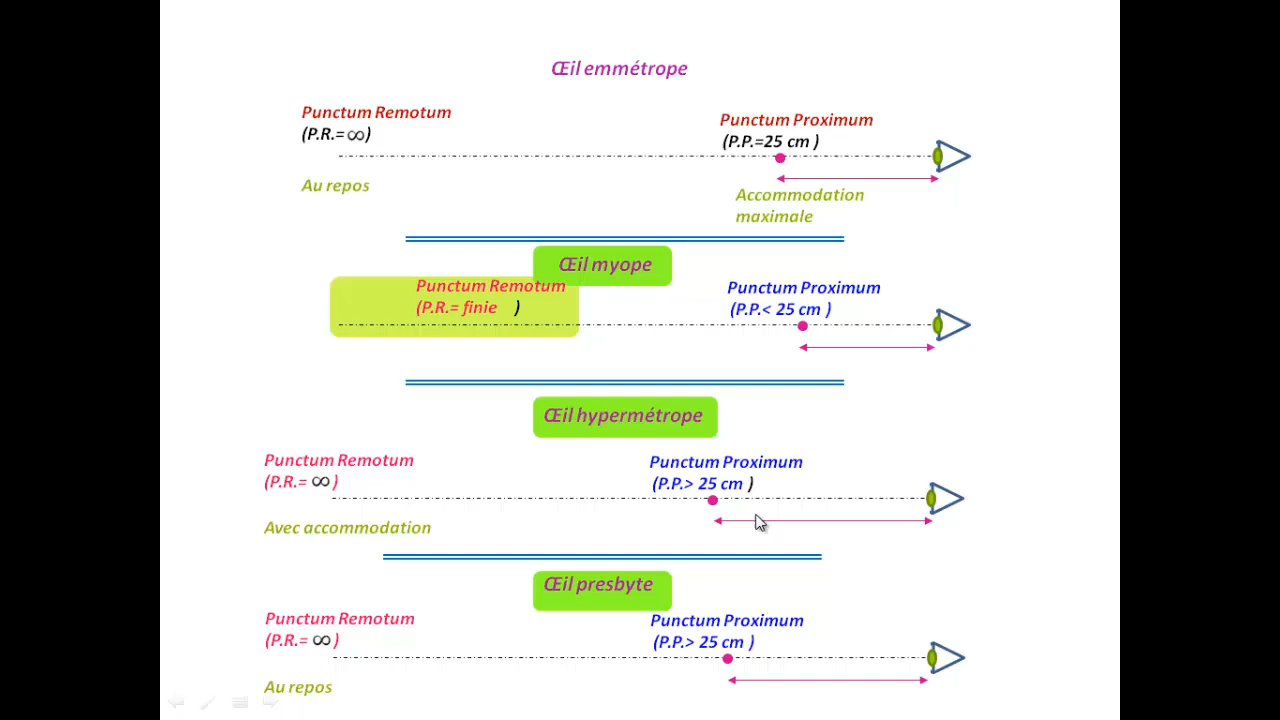 Œil emmétrope
Punctum Remotum
(P.R.= ∞)
Punctum Proximum
(P.P.=25 cm )
Au repos
Accommodation
maximale
Œil myope
Punctum Remotum
(P.R.= finie )
Punctum Proximum
(P.P.< 25 cm )
Œil hypermétrope
Punctum Remotum
(P.R.= ∞ )
Punctum Proximum
(P.P.> 25 cm )
Avec accommodation
Œil presbyte
Punctum Remotum
(P.R.= ∞ )
Punctum Proximum
(P.P.> 25 cm )
Au repos